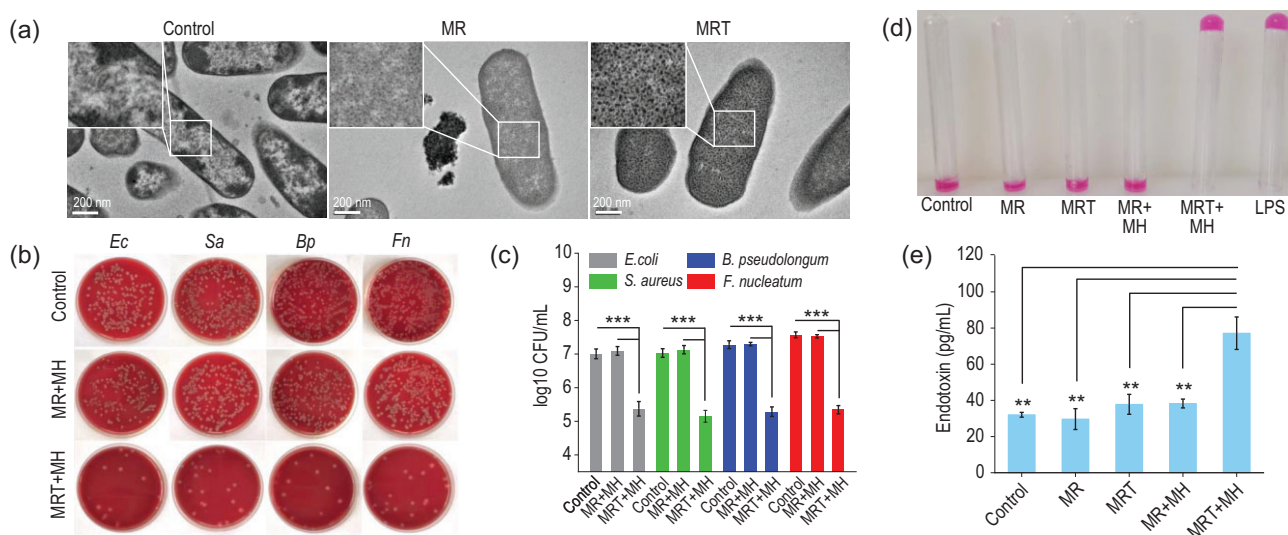 (a)
Control
MR
MRT
200 nm
200 nm
200 nm
(b)
Ec
Sa
Bp
Fn
Control
MR+MH
MRT+MH
(c)
E.coli
B. pseudolongum
S. aureus
F. nucleatum
log10 CFU/mL
10
9
8
7
6
5
4
***
***
***
***
Control
MR+MH
MRT+MH
Control
MR+MH
MRT+MH
Control
MR+MH
MRT+MH
Control
MR+MH
MRT+MH
(d)
Control
MR
MRT
MR+
MH
MRT+
MH
LPS
(e)
Endotoxin (pg/mL)
120
100
80
60
40
20
0
**
**
**
**
Control
MR
MRT
MR+MH
MRT+MH